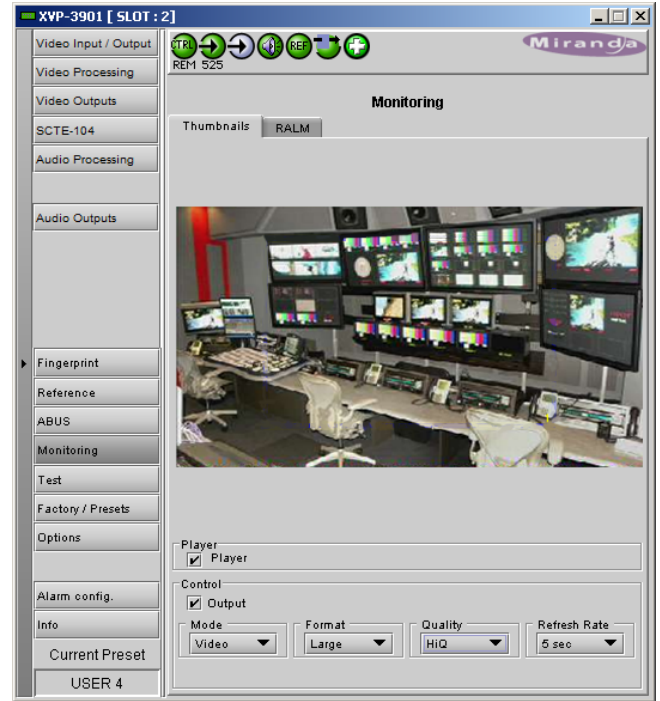 XVP-3901 [ SLOT : 2]
Video Input / Output
Video Processing
Video Outputs
SCTE-104
Audio Processing
Audio Outputs
Fingerprint
Reference
ABUS
Monitoring
Test
Factory / Presets
Options
Alarm config.
Info
Current Preset
USER 4
CTRL
REF
REM 525
Miranda
Monitoring
Thumbnails
RALM
Player
Player
Control
Output
Mode
Format
Quality
Refresh Rate
Video
Large
HiQ
5 sec